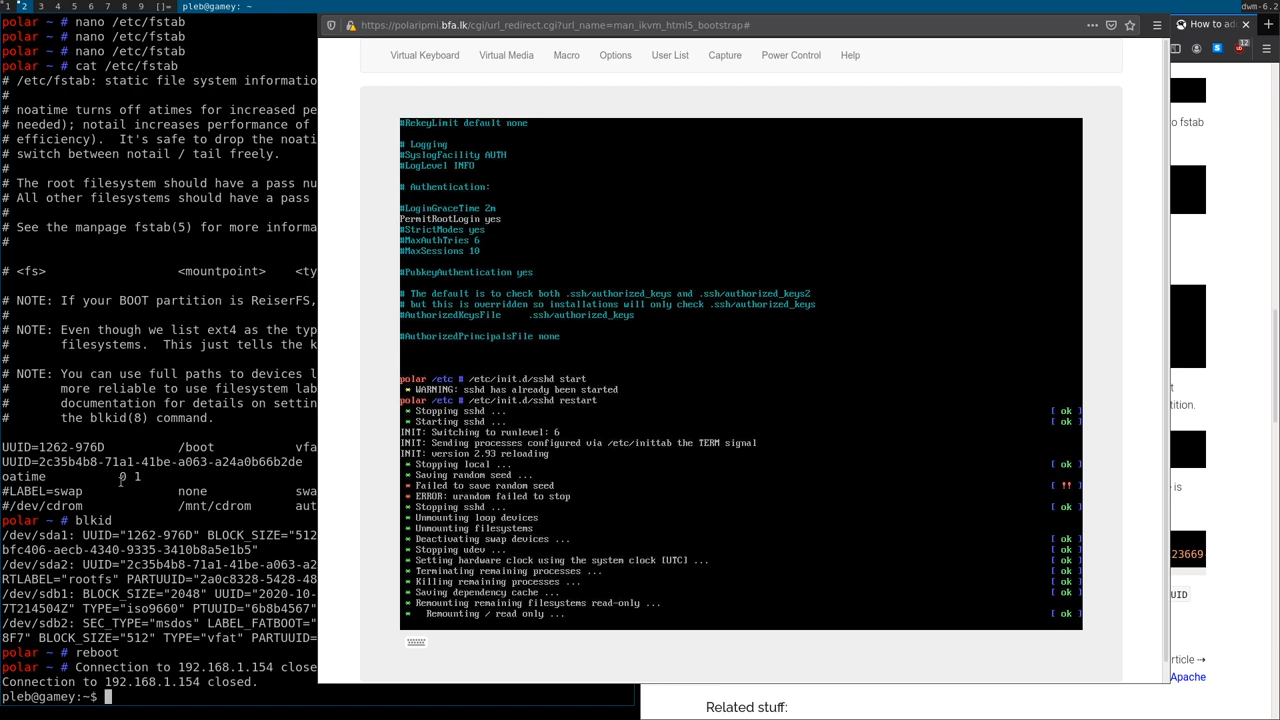 1 2 3 4 5 6 7 8 9 []= pleb@gamey: ~
dwm-6.2
polar ~ # nano /etc/fstab
polar ~ # nano /etc/fstab
polar ~ # nano /etc/fstab
polar ~ # cat /etc/fstab
# /etc/fstab: static file system informatio
#
# noatime turns off atimes for increased pe
# needed); notail increases performance of
# efficiency). It's safe to drop the noati
# switch between notail / tail freely.
#
# The root filesystem should have a pass nu
# All other filesystems should have a pass
#
# See the manpage fstab(5) for more informa
#
# <fs> <mountpoint> <ty
# NOTE: If your BOOT partition is ReiserFS,
#
# NOTE: Even though we list ext4 as the typ
# filesystems. This just tells the k
#
# NOTE: You can use full paths to devices l
# more reliable to use filesystem lab
# documentation for details on settin
# the blkid(8) command.
UUID=1262-976D /boot vfa
UUID=2c35b4b8-71a1-41be-a063-a24a0b66b2de
oatime 0 1
#LABEL=swap none swa
#/dev/cdrom /mnt/cdrom aut
polar ~ # blkid
/dev/sda1: UUID="1262-976D" BLOCK_SIZE="512
bfc406-aecb-4340-9335-3410b8a5e1b5"
/dev/sda2: UUID="2c35b4b8-71a1-41be-a063-a2
RTLABEL="rootfs" PARTUUID="2a0c8328-5428-48
/dev/sdb1: BLOCK_SIZE="2048" UUID="2020-10-
7T214504Z" TYPE="iso9660" PTUUID="6b8b4567"
/dev/sdb2: SEC_TYPE="msdos" LABEL_FATBOOT="
8F7" BLOCK_SIZE="512" TYPE="vfat" PARTUUID=
polar ~ # reboot
polar ~ # Connection to 192.168.1.154 close
Connection to 192.168.1.154 closed.
pleb@gamey:~$
https://polaripmi.bfa.lk/cgi/url_redirect.cgi?url_name=man_ikvm_html5_bootstrap#
Virtual Keyboard Virtual Media Macro Options User List Capture Power Control Help
#RekeyLimit default none
# Logging
#SyslogFacility AUTH
#LogLevel INFO
# Authentication:
#LoginGraceTime 2m
PermitRootLogin yes
#StrictModes yes
#MaxAuthTries 6
#MaxSessions 10
#PubkeyAuthentication yes
# The default is to check both .ssh/authorized_keys and .ssh/authorized_keys2
# but this is overridden so installations will only check .ssh/authorized_keys
#AuthorizedKeysFile .ssh/authorized_keys
#AuthorizedPrincipalsFile none
polar /etc # /etc/init.d/sshd start
* WARNING: sshd has already been started
polar /etc # /etc/init.d/sshd restart
* Stopping sshd ... [ ok ]
* Starting sshd ... [ ok ]
INIT: Switching to runlevel: 6
INIT: Sending processes configured via /etc/inittab the TERM signal
INIT: version 2.93 reloading
* Stopping local ... [ ok ]
* Saving random seed ...
* Failed to save random seed [ !! ]
* ERROR: urandom failed to stop
* Stopping sshd ... [ ok ]
* Unmounting loop devices
* Unmounting filesystems
* Deactivating swap devices ... [ ok ]
* Stopping udev ... [ ok ]
* Setting hardware clock using the system clock [UTC] ... [ ok ]
* Terminating remaining processes ... [ ok ]
* Killing remaining processes ... [ ok ]
* Saving dependency cache ... [ ok ]
* Remounting remaining filesystems read-only ...
* Remounting / read only ... [ ok ]
How to ad
12
o fstab
t
ition.
e is
23669-
UUID
article →
Apache
Related stuff: